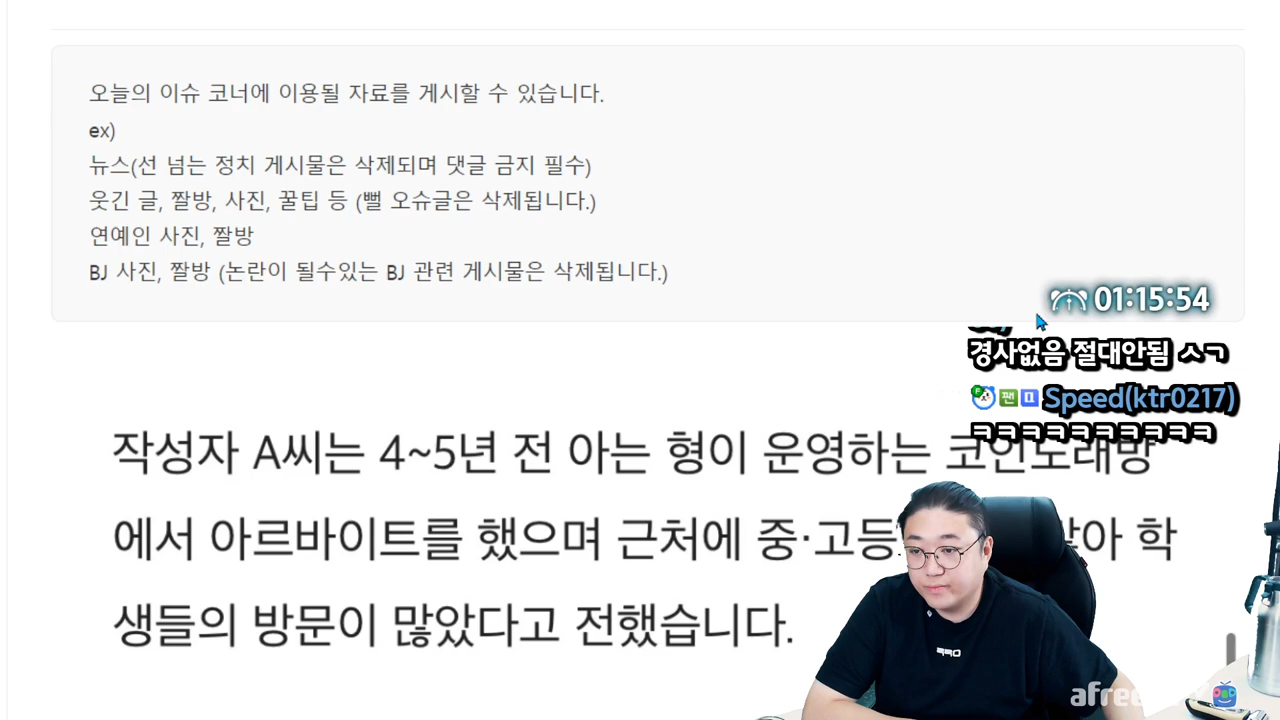 오늘의 이슈 코너에 이용될 자료를 게시할 수 있습니다.
ex)
뉴스(선 넘는 정치 게시물은 삭제되며 댓글 금지 필수)
웃긴 글, 짤방, 사진, 꿀팁 등 (뻘 오슈글은 삭제됩니다.)
연예인 사진, 짤방
BJ 사진, 짤방 (논란이 될수있는 BJ 관련 게시물은 삭제됩니다.)
01:15:54
경사없음 절대안됨 ㅅㄱ
F 팬 Speed(ktr0217)
ㅋㅋㅋㅋㅋㅋㅋㅋㅋㅋ
작성자 A씨는 4~5년 전 아는 형이 운영하는 코인노래방
에서 아르바이트를 했으며 근처에 중·고등 많아 학
생들의 방문이 많았다고 전했습니다.